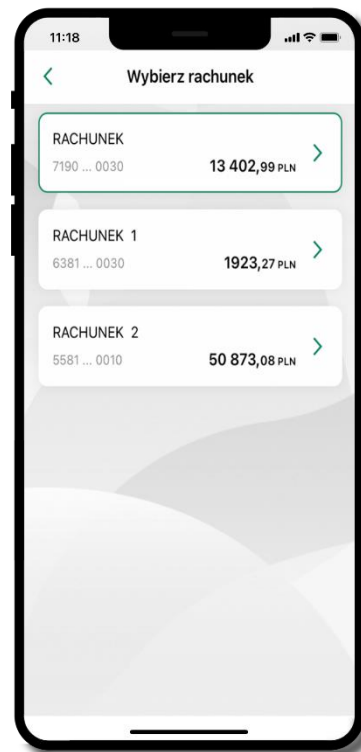 11:18
Wybierz rachunek
RACHUNEK
7190 ... 0030 13 402,99 PLN
RACHUNEK 1
6381 ... 0030 1923,27 PLN
RACHUNEK 2
5581 ... 0010 50 873,08 PLN